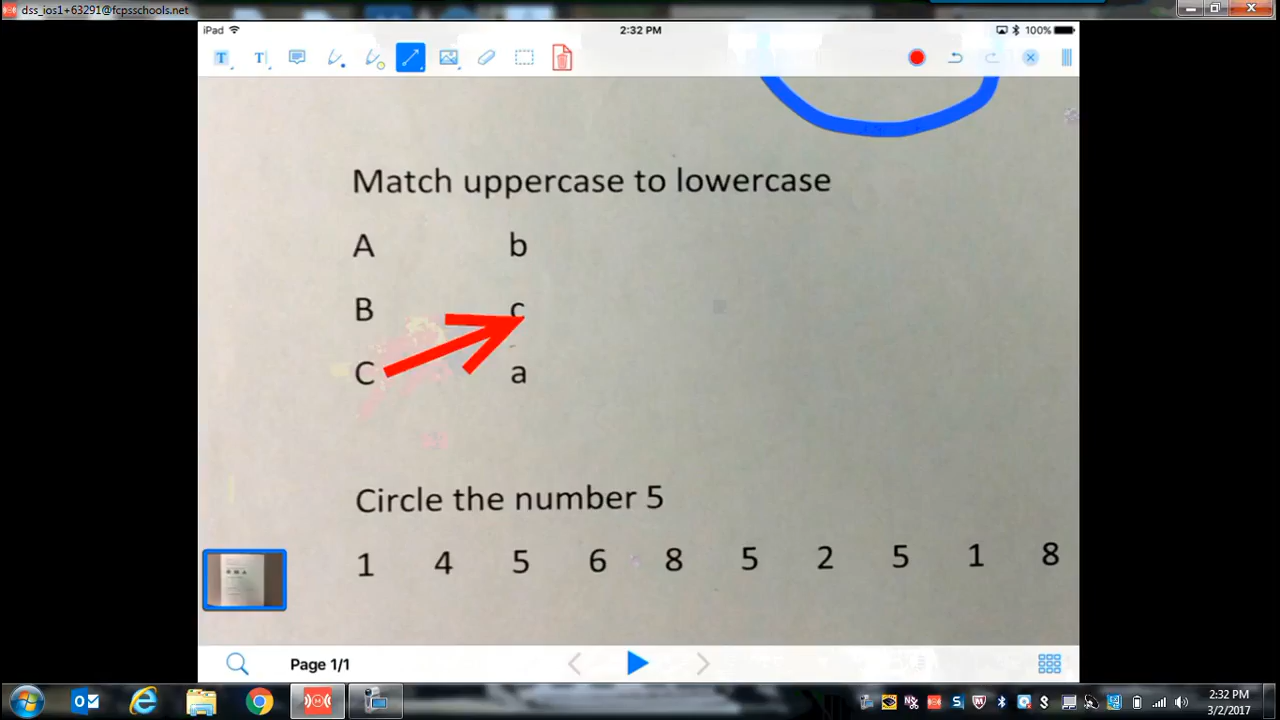 dss_ios1+63291@fcpsschools.net
iPad 2:32 PM 100%
T T
Match uppercase to lowercase
A b
B c
C a
Circle the number 5
1 4 5 6 8 5 2 5 1 8
Page 1/1
2:32 PM
3/2/2017